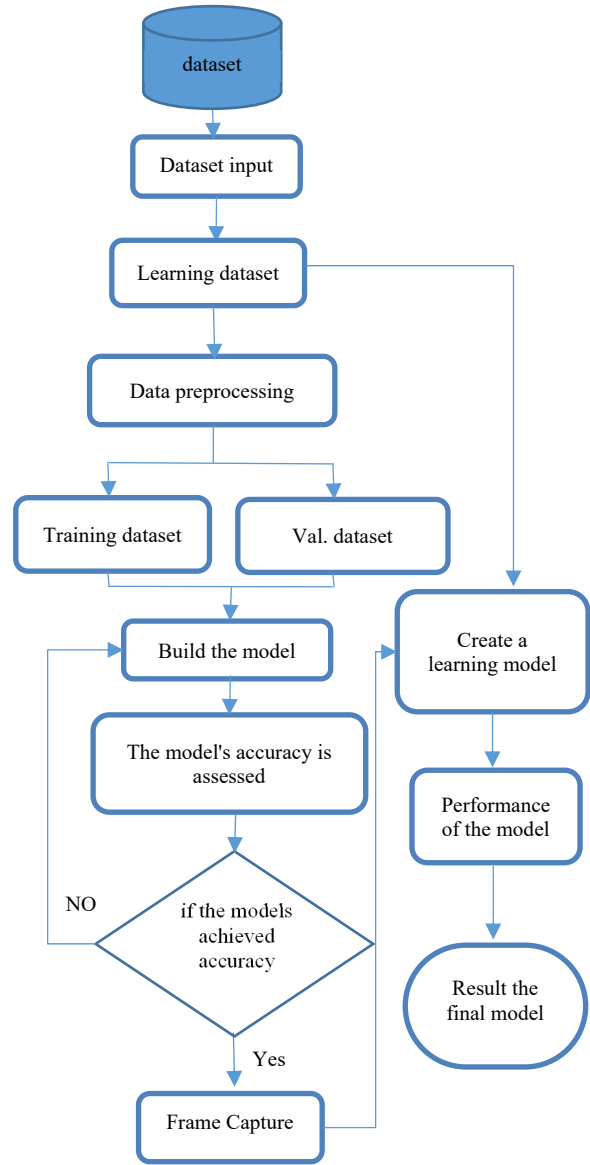 dataset
Dataset input
Learning dataset
Data preprocessing
Training dataset
Val. dataset
Build the model
Create a
learning model
The model's accuracy is
assessed
Performance
of the model
NO
if the models
achieved
accuracy
Result the
final model
Yes
Frame Capture